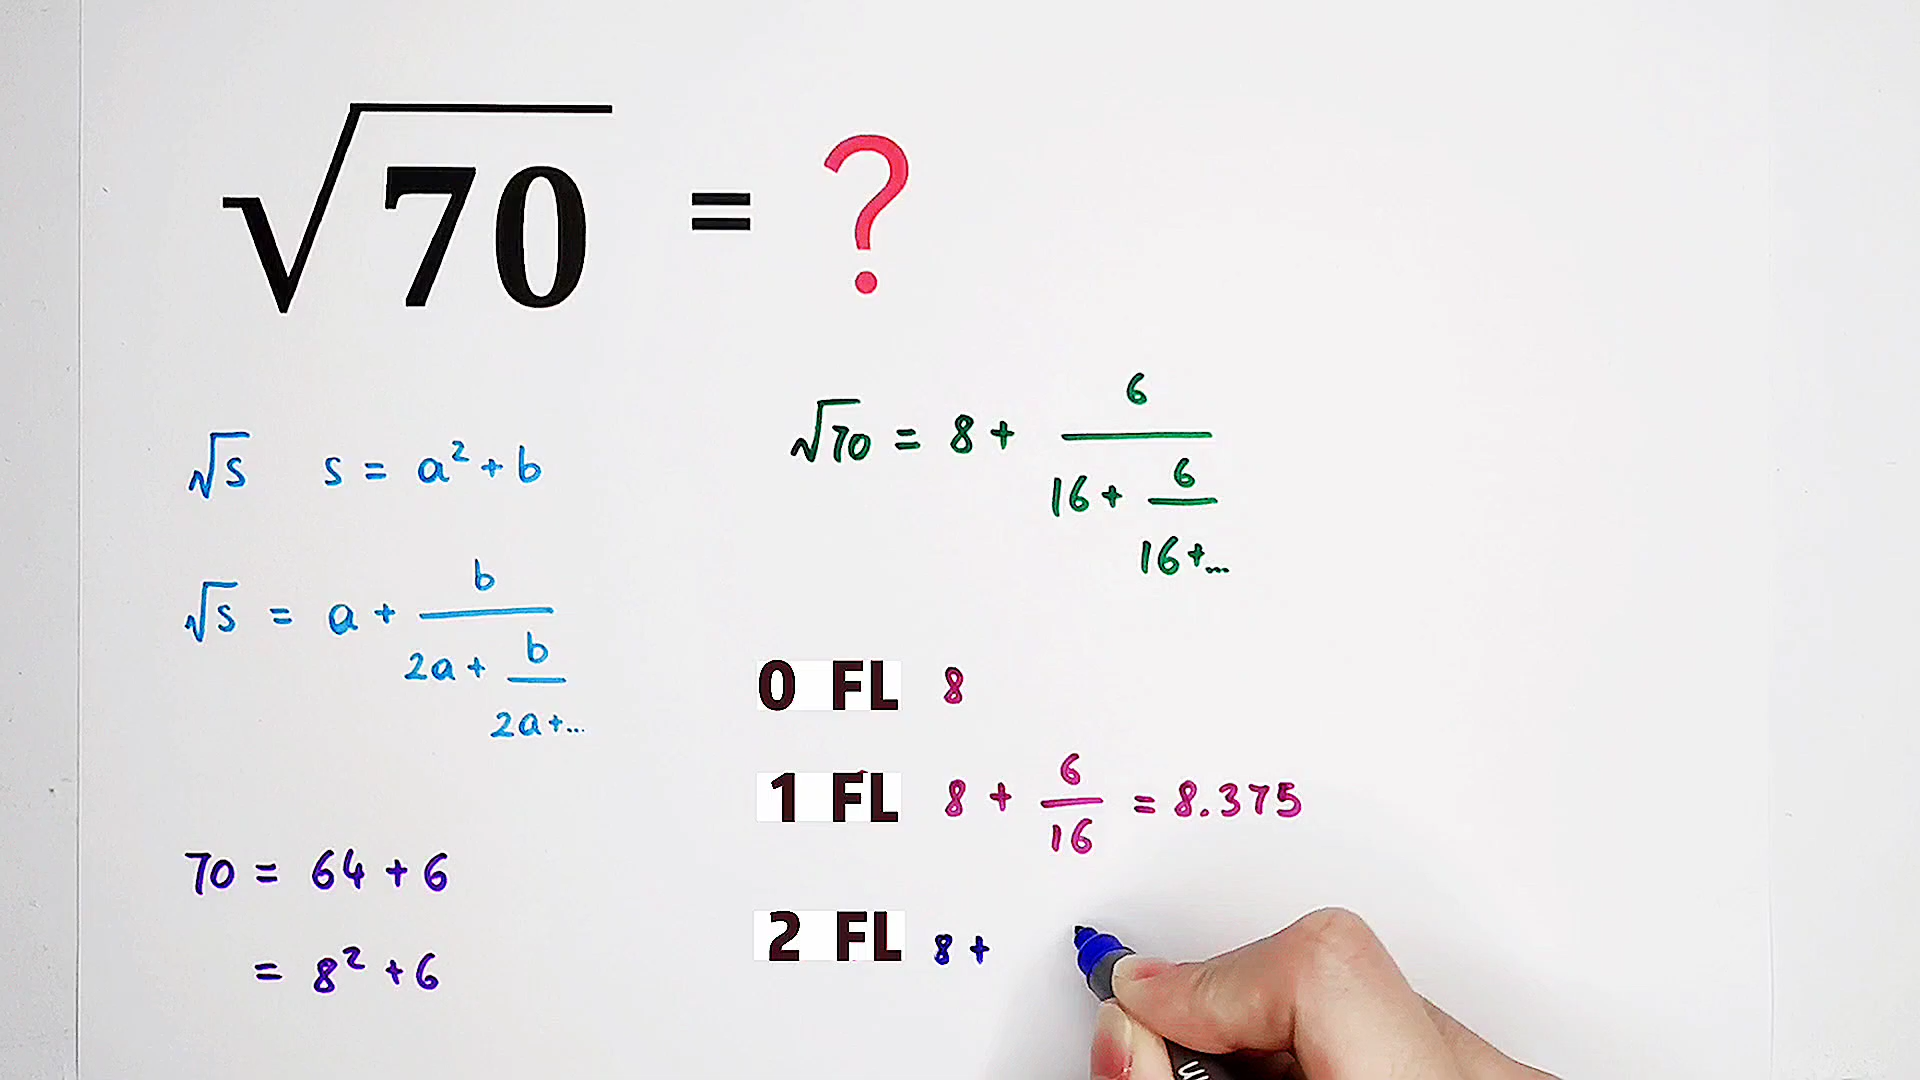 √70 = ?
√s s = a² + b
√s = a + b/(2a + b/(2a + ...
70 = 64 + 6
= 8² + 6
√70 = 8 + 6/(16 + 6/(16 + ...
0 FL 8
1 FL 8 + 6/16 = 8.375
2 FL 8 +